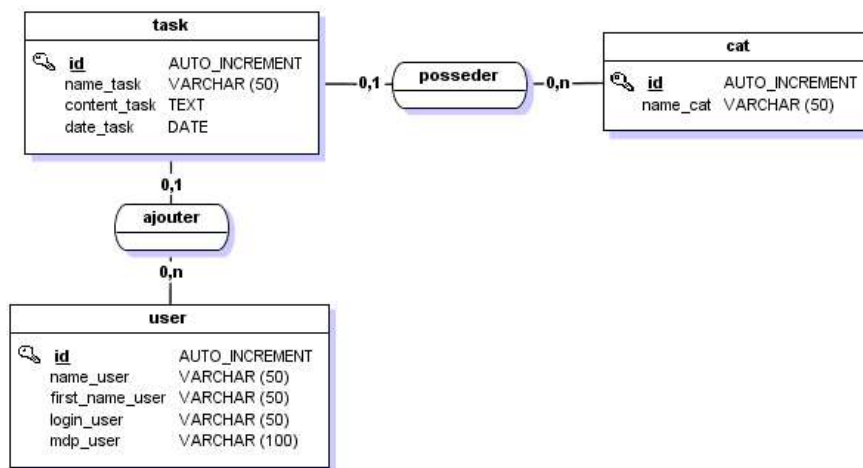 task
id AUTO_INCREMENT
name_task VARCHAR (50)
content_task TEXT
date_task DATE
0,1
posseder
0,n
cat
id AUTO_INCREMENT
name_cat VARCHAR (50)
0,1
ajouter
0,n
user
id AUTO_INCREMENT
name_user VARCHAR (50)
first_name_user VARCHAR (50)
login_user VARCHAR (50)
mdp_user VARCHAR (100)